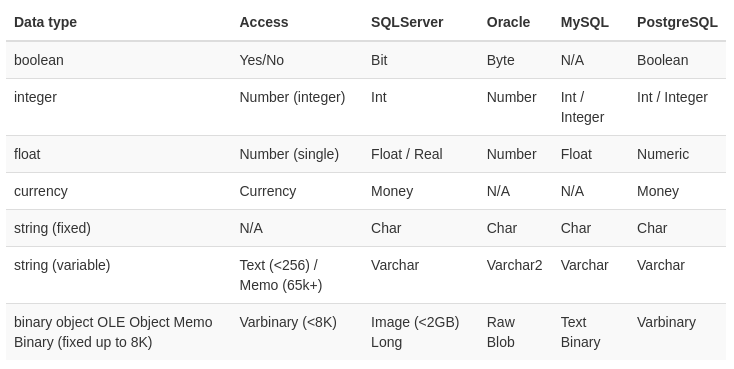 Data type Access SQLServer Oracle MySQL PostgreSQL
boolean Yes/No Bit Byte N/A Boolean
integer Number (integer) Int Number Int / Int / Integer
Integer
float Number (single) Float / Real Number Float Numeric
currency Currency Money N/A N/A Money
string (fixed) N/A Char Char Char Char
string (variable) Text (<256) / Varchar Varchar2 Varchar Varchar
Memo (65k+)
binary object OLE Object Memo Varbinary (<8K) Image (<2GB) Raw Text Varbinary
Binary (fixed up to 8K) Long Blob Binary